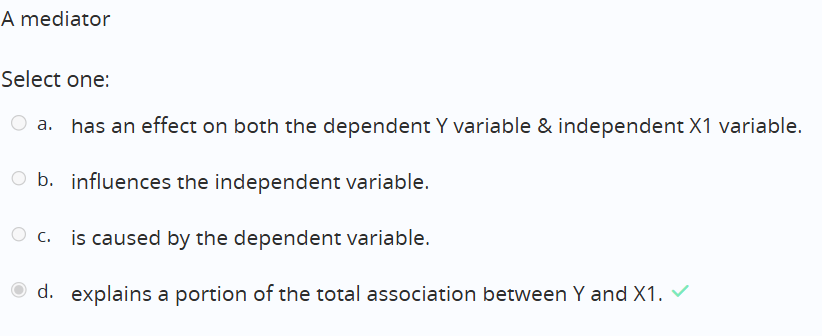 A mediator
Select one:
a. has an effect on both the dependent Y variable & independent X1 variable.
b. influences the independent variable.
c. is caused by the dependent variable.
d. explains a portion of the total association between Y and X1.